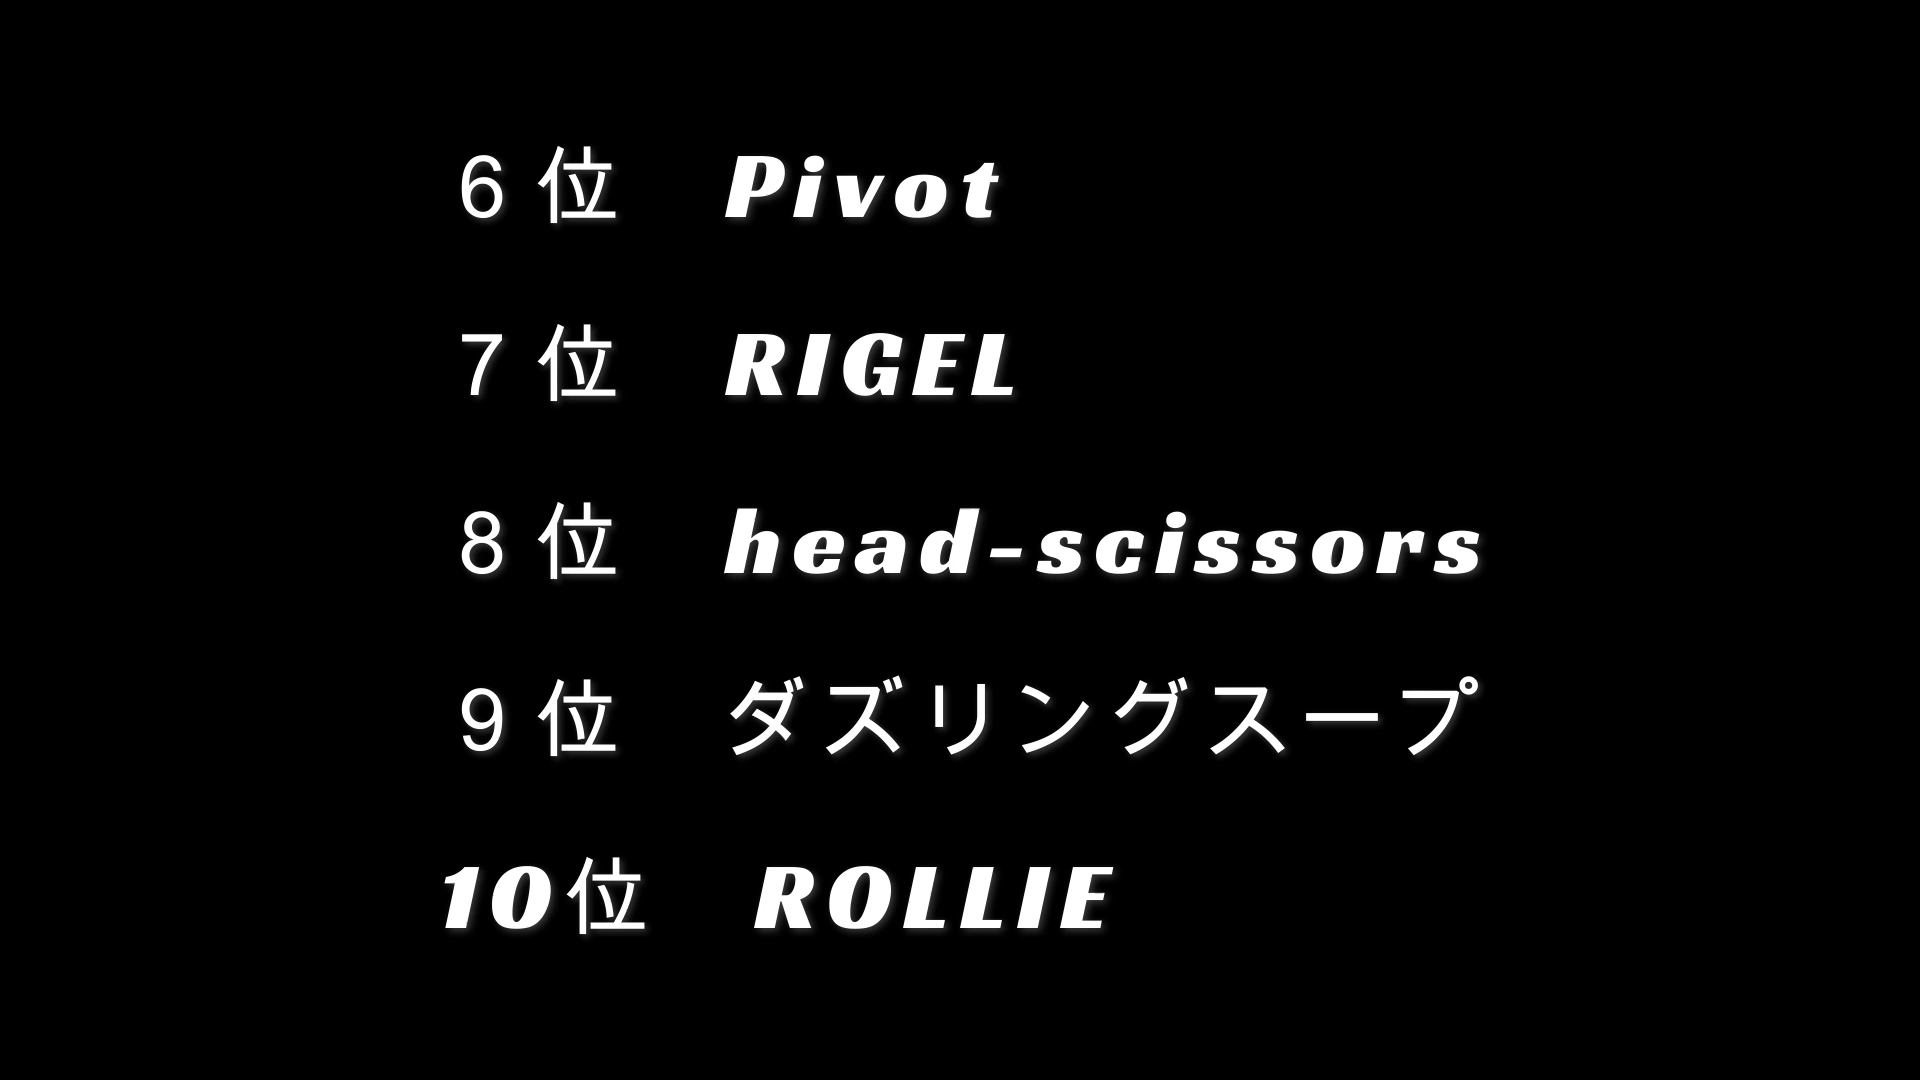 ６位　Pivot
７位　RIGEL
８位　head-scissors
９位　ダズリングスープ
10位　ROLLIE